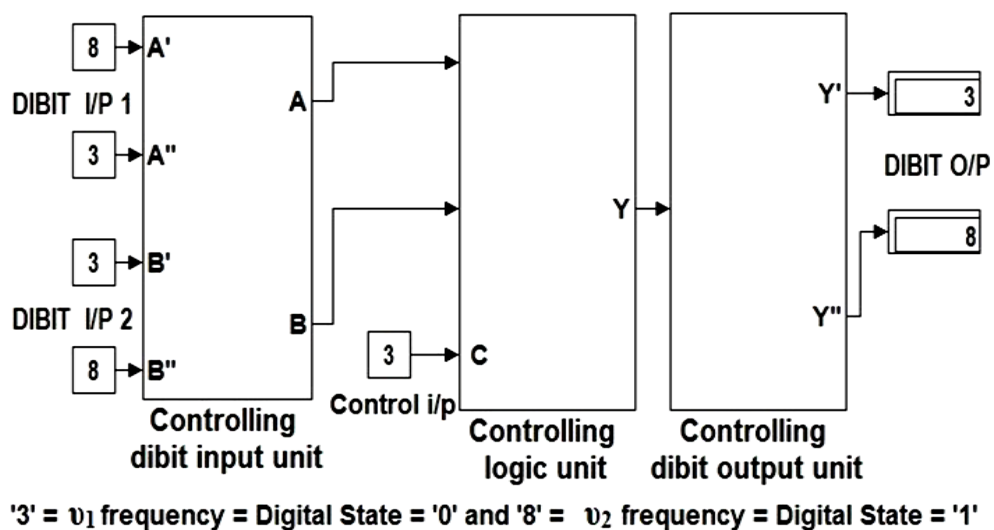 8
A'
DIBIT I/P 1
3
A"
A
3
B'
DIBIT I/P 2
8
B"
B
Controlling
dibit input unit
3
C
Control i/p
Y
Controlling
logic unit
Y'
3
DIBIT O/P
8
Y"
Controlling
dibit output unit
'3' = υ1 frequency = Digital State = '0' and '8' = υ2 frequency = Digital State = '1'